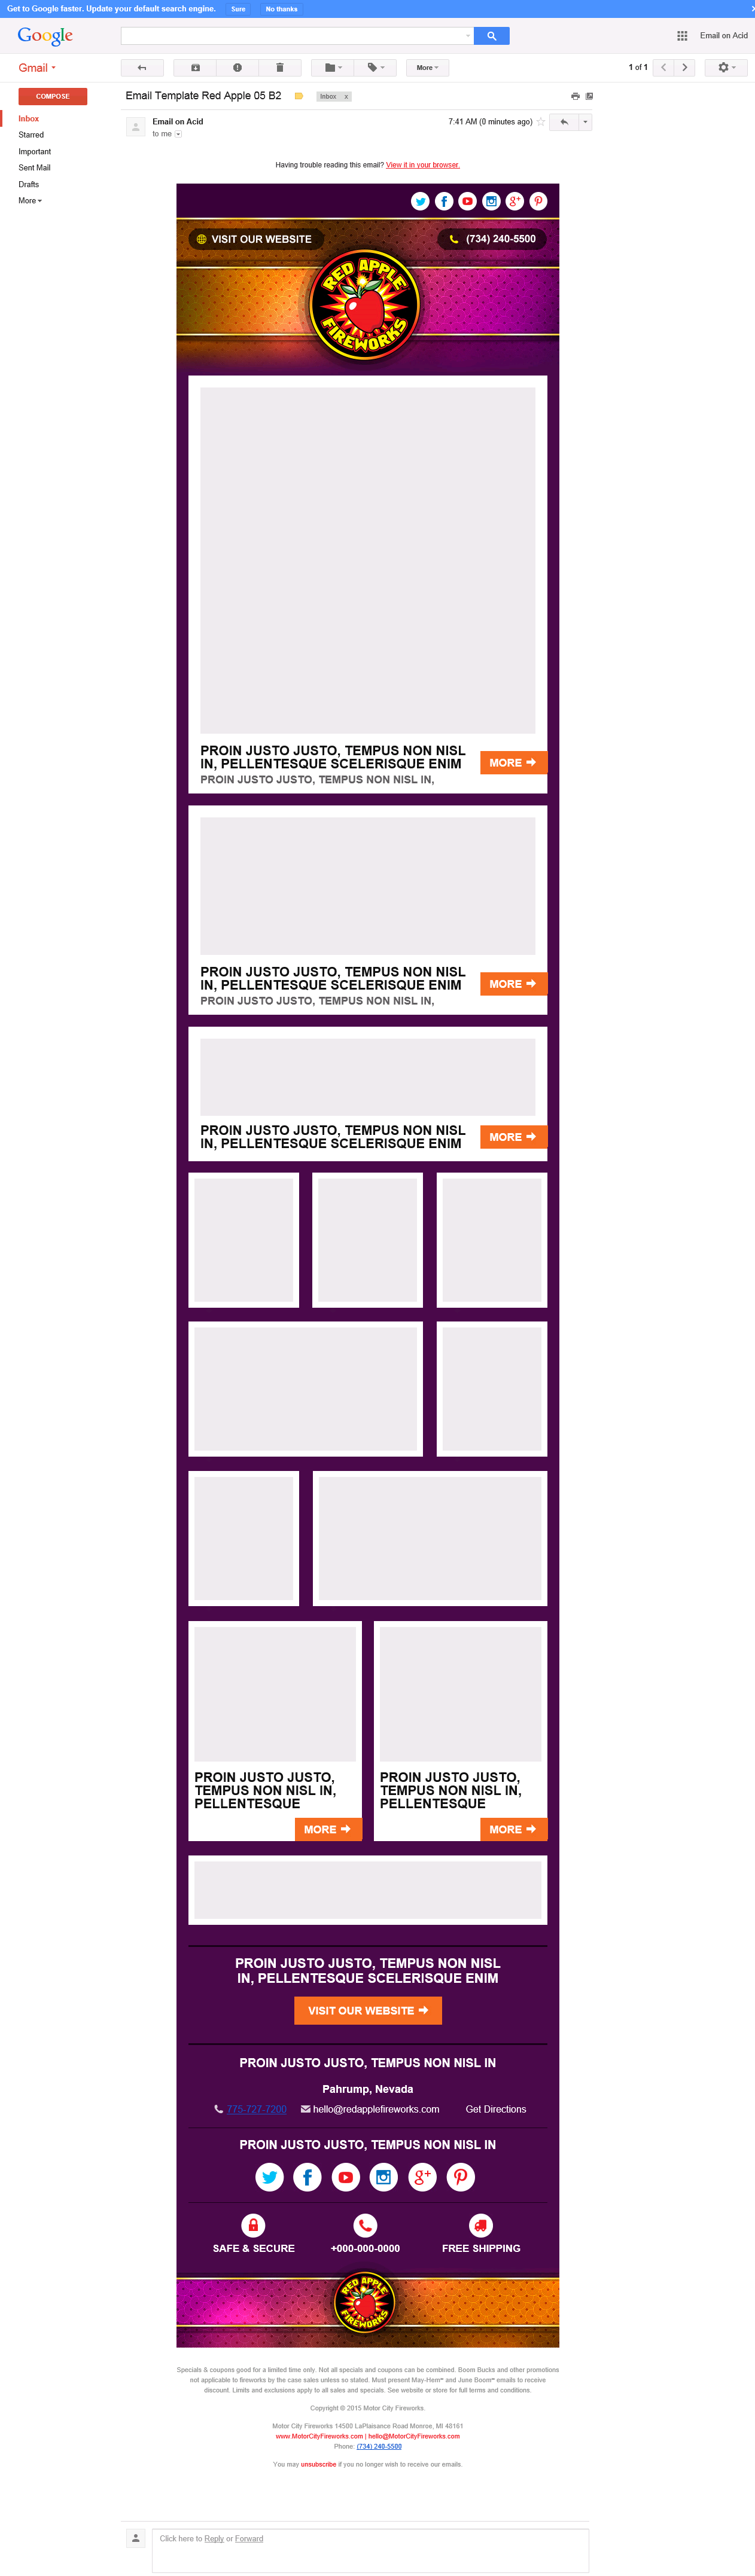 Get to Google faster. Update your default search engine. Sure No thanks
Google
Email on Acid
Gmail
More
1 of 1
COMPOSE
Email Template Red Apple 05 B2 Inbox x
Inbox
Starred
Important
Sent Mail
Drafts
More
Email on Acid
to me
7:41 AM (0 minutes ago)
Having trouble reading this email? View it in your browser.
VISIT OUR WEBSITE
(734) 240-5500
RED APPLE
FIREWORKS
PROIN JUSTO JUSTO, TEMPUS NON NISL
IN, PELLENTESQUE SCELERISQUE ENIM
PROIN JUSTO JUSTO, TEMPUS NON NISL IN,
MORE
PROIN JUSTO JUSTO, TEMPUS NON NISL
IN, PELLENTESQUE SCELERISQUE ENIM
PROIN JUSTO JUSTO, TEMPUS NON NISL IN,
MORE
PROIN JUSTO JUSTO, TEMPUS NON NISL
IN, PELLENTESQUE SCELERISQUE ENIM
MORE
PROIN JUSTO JUSTO,
TEMPUS NON NISL IN,
PELLENTESQUE
MORE
PROIN JUSTO JUSTO,
TEMPUS NON NISL IN,
PELLENTESQUE
MORE
PROIN JUSTO JUSTO, TEMPUS NON NISL
IN, PELLENTESQUE SCELERISQUE ENIM
VISIT OUR WEBSITE
PROIN JUSTO JUSTO, TEMPUS NON NISL IN
Pahrump, Nevada
775-727-7200 hello@redapplefireworks.com Get Directions
PROIN JUSTO JUSTO, TEMPUS NON NISL IN
SAFE & SECURE +000-000-0000 FREE SHIPPING
RED APPLE
FIREWORKS
Specials & coupons good for a limited time only. Not all specials and coupons can be combined. Boom Bucks and other promotions
not applicable to fireworks by the case sales unless so stated. Must present May-Hem℠ and June Boom℠ emails to receive
discount. Limits and exclusions apply to all sales and specials. See website or store for full terms and conditions.
Copyright © 2015 Motor City Fireworks.
Motor City Fireworks 14500 LaPlaisance Road Monroe, MI 48161
www.MotorCityFireworks.com | hello@MotorCityFireworks.com
Phone: (734) 240-5500
You may unsubscribe if you no longer wish to receive our emails.
Click here to Reply or Forward